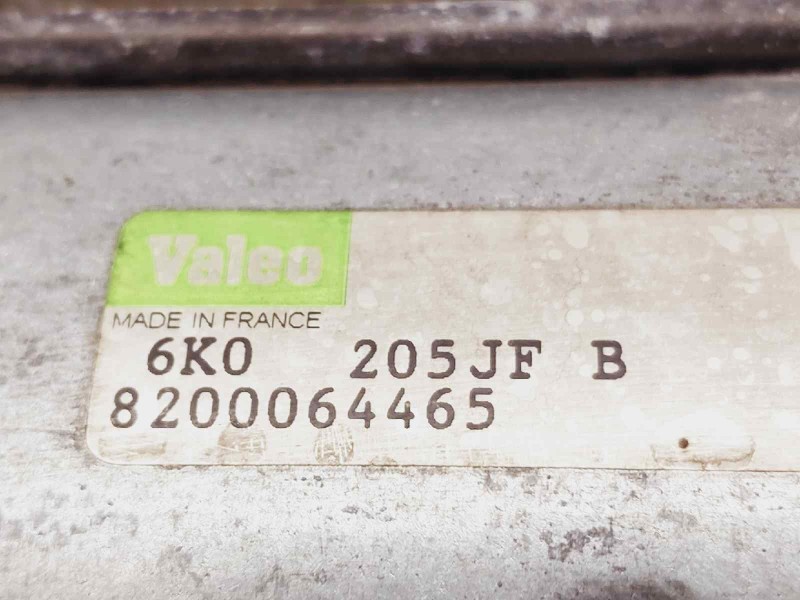 Valeo
MADE IN FRANCE
6K0 205JF B
8200064465